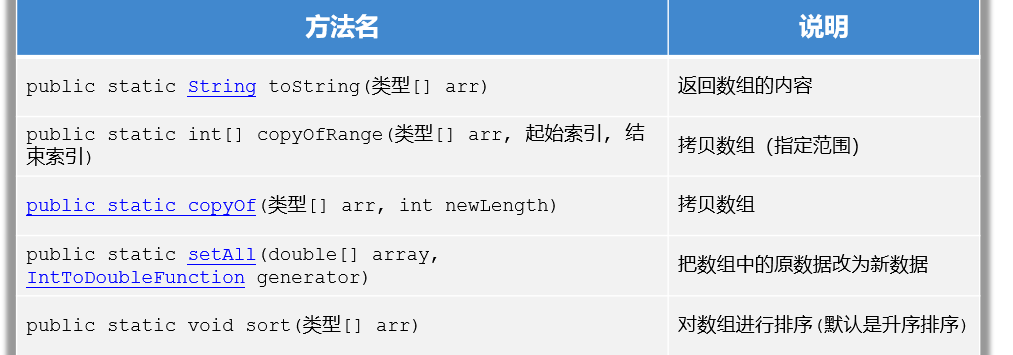 方法名
说明
public static String toString(类型[] arr)
返回数组的内容
public static int[] copyOfRange(类型[] arr, 起始索引, 结
束索引)
拷贝数组（指定范围）
public static copyOf(类型[] arr, int newLength)
拷贝数组
public static setAll(double[] array,
IntToDoubleFunction generator)
把数组中的原数据改为新数据
public static void sort(类型[] arr)
对数组进行排序(默认是升序排序)